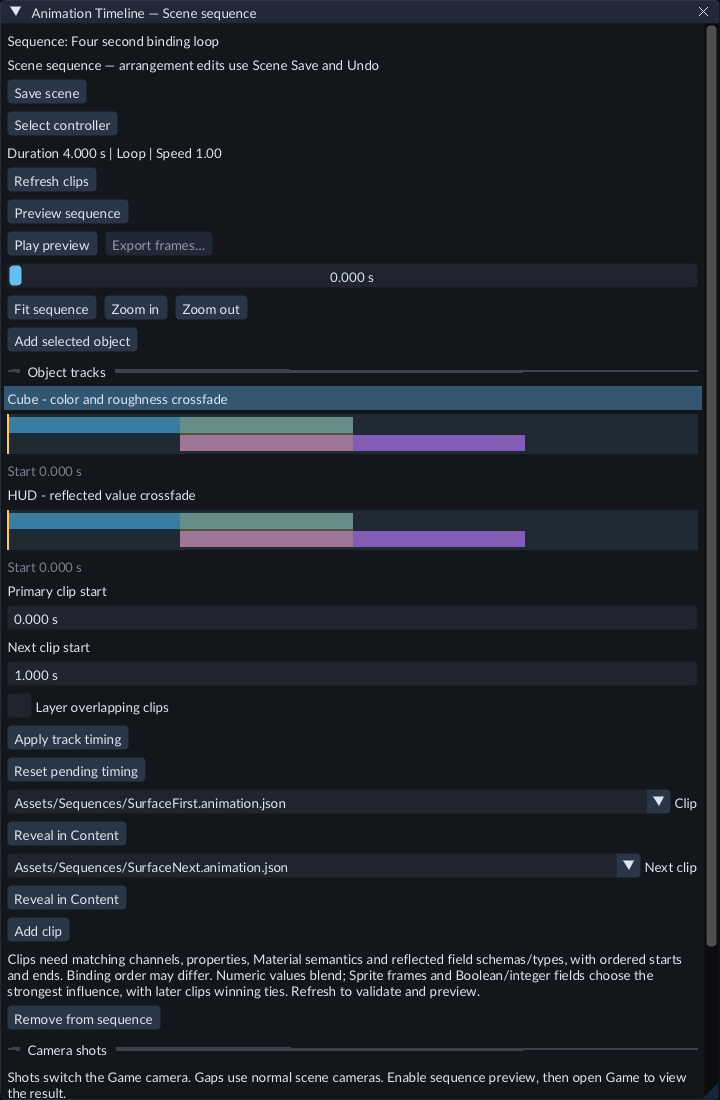 Animation Timeline — Scene sequence
Sequence: Four second binding loop
Scene sequence — arrangement edits use Scene Save and Undo
Save scene
Select controller
Duration 4.000 s | Loop | Speed 1.00
Refresh clips
Preview sequence
Play preview Export frames...
0.000 s
Fit sequence Zoom in Zoom out
Add selected object
Object tracks
Cube - color and roughness crossfade
Start 0.000 s
HUD - reflected value crossfade
Start 0.000 s
Primary clip start
0.000 s
Next clip start
1.000 s
Layer overlapping clips
Apply track timing
Reset pending timing
Assets/Sequences/SurfaceFirst.animation.json Clip
Reveal in Content
Assets/Sequences/SurfaceNext.animation.json Next clip
Reveal in Content
Add clip
Clips need matching channels, properties, Material semantics and reflected field schemas/types, with ordered starts
and ends. Binding order may differ. Numeric values blend; Sprite frames and Boolean/integer fields choose the
strongest influence, with later clips winning ties. Refresh to validate and preview.
Remove from sequence
Camera shots
Shots switch the Game camera. Gaps use normal scene cameras. Enable sequence preview, then open Game to view
the result.